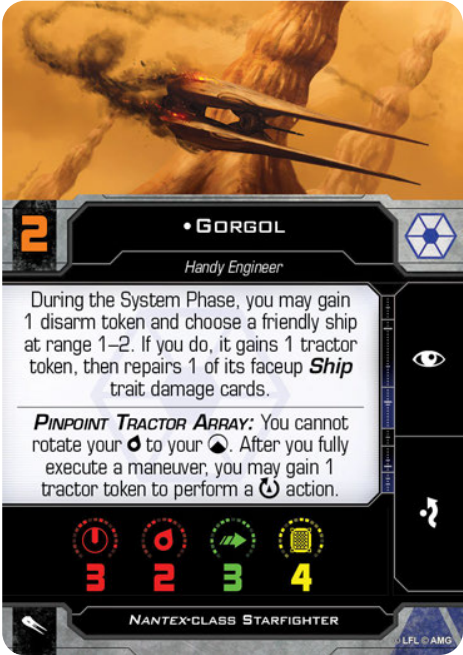 2
•Gorgol
Handy Engineer
During the System Phase, you may gain
1 disarm token and choose a friendly ship
at range 1–2. If you do, it gains 1 tractor
token, then repairs 1 of its faceup Ship
trait damage cards.
Pinpoint Tractor Array: You cannot
rotate your to your . After you fully
execute a maneuver, you may gain 1
tractor token to perform a action.
3 2 3 4
Nantex-class Starfighter
©LFL ©AMG